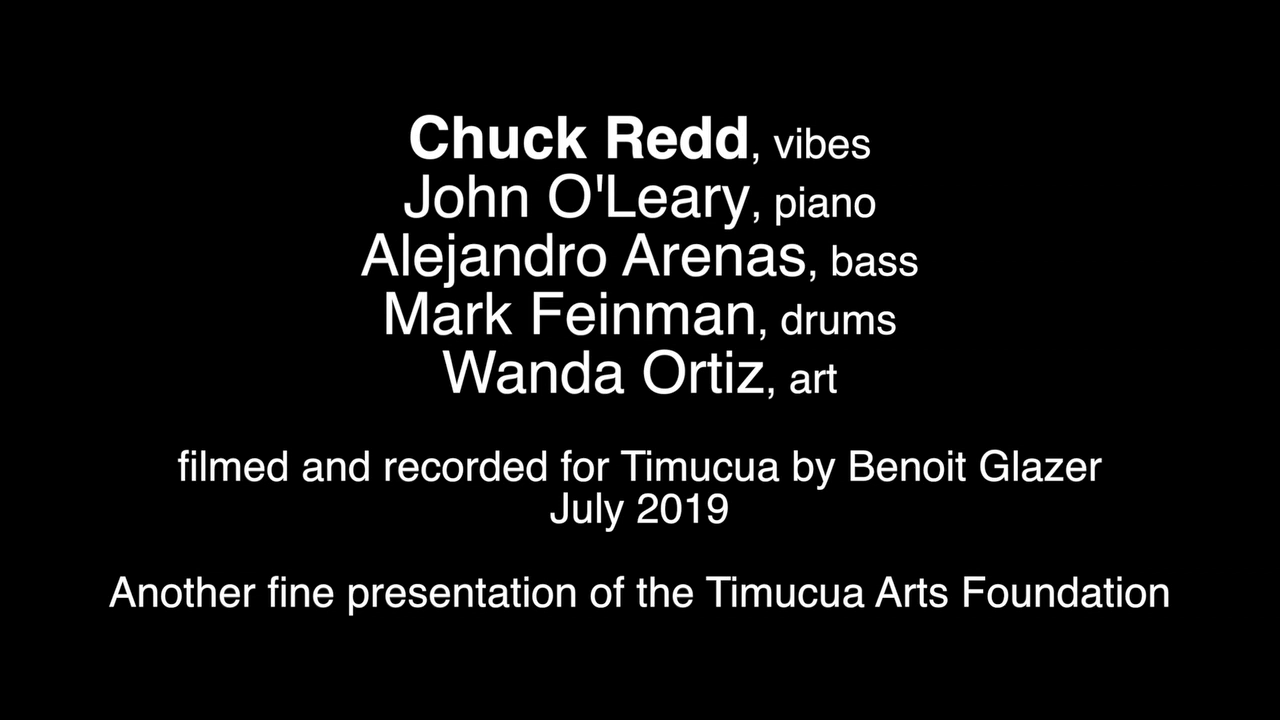 Chuck Redd, vibes
John O'Leary, piano
Alejandro Arenas, bass
Mark Feinman, drums
Wanda Ortiz, art
filmed and recorded for Timucua by Benoit Glazer
July 2019
Another fine presentation of the Timucua Arts Foundation